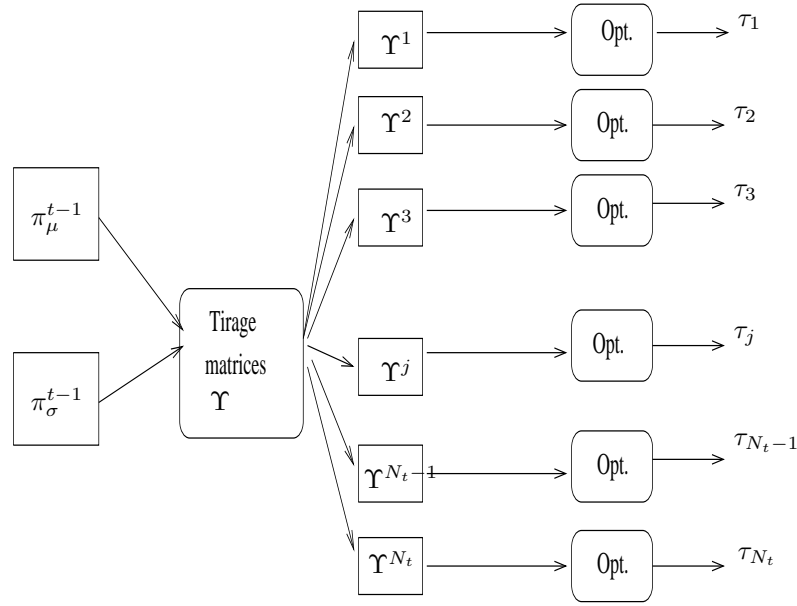 Υ^1 Opt. τ_1
Υ^2 Opt. τ_2
Υ^3 Opt. τ_3
π_μ^{t−1}
Tirage
matrices
Υ
π_σ^{t−1}
Υ^j Opt. τ_j
Υ^{N_t−1} Opt. τ_{N_t−1}
Υ^{N_t} Opt. τ_{N_t}